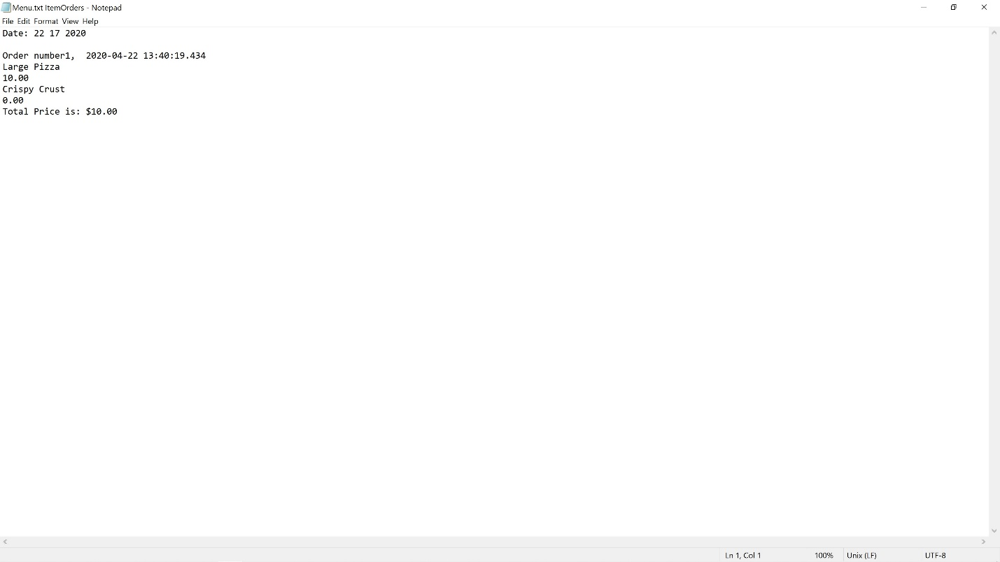 Menu.txt ItemOrders - Notepad
File Edit Format View Help
Date: 22 17 2020
Order number1,  2020-04-22 13:40:19.434
Large Pizza
10.00
Crispy Crust
0.00
Total Price is: $10.00
Ln 1, Col 1 100% Unix (LF) UTF-8